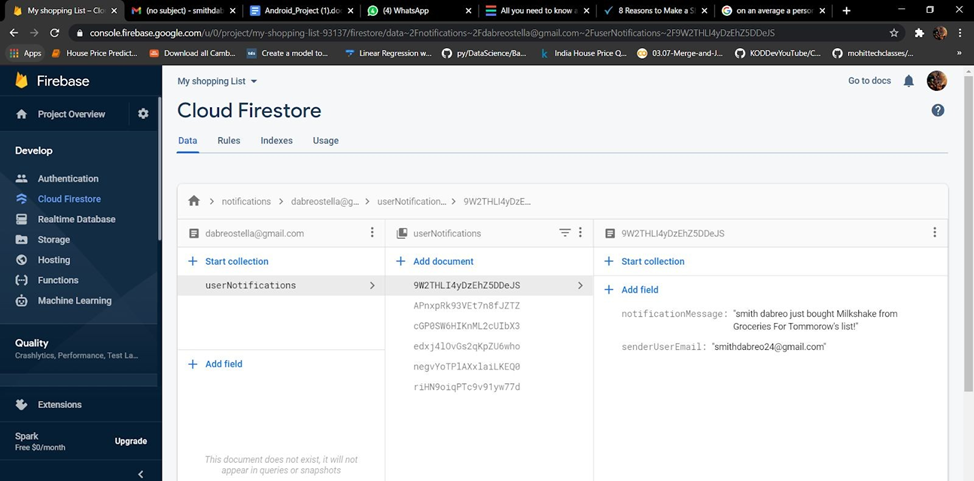 My shopping List – Clo
(no subject) - smithdab
Android_Project (1).do
(4) WhatsApp
All you need to know a
8 Reasons to Make a S
on an average a person
console.firebase.google.com/u/0/project/my-shopping-list-93137/firestore/data~2Fnotifications~2Fdabreostella@gmail.com~2FuserNotifications~2F9W2THLI4yDzEhZ5DDeJS
Apps
House Price Predict...
Download all Camb...
Create a model to...
Linear Regression w...
py/DataScience/Ba...
India House Price Q...
03.07-Merge-and-J...
KODDevYouTube/C...
mohittechclasses/...
Firebase
My shopping List
Go to docs
Project Overview
Cloud Firestore
Data
Rules
Indexes
Usage
Develop
Authentication
Cloud Firestore
Realtime Database
Storage
Hosting
Functions
Machine Learning
Quality
Crashlytics, Performance, Test La...
Extensions
Spark
Free $0/month
Upgrade
notifications
dabreostella@g...
userNotification...
9W2THLI4yDzE...
dabreostella@gmail.com
Start collection
userNotifications
Add field
This document does not exist, it will not
appear in queries or snapshots
userNotifications
Add document
9W2THLI4yDzEhZ5DDeJS
APnxpRk93VEt7n8fJZTZ
cGP0SW6HIKnML2cUIbX3
edxj4lOvGs2qKpZU6who
negvYoTPlAXxlaiLKEQ0
riHN9oiqPTc9v91yw77d
9W2THLI4yDzEhZ5DDeJS
Start collection
Add field
notificationMessage: "smith dabreo just bought Milkshake from
Groceries For Tommorow's list!"
senderUserEmail: "smithdabreo24@gmail.com"